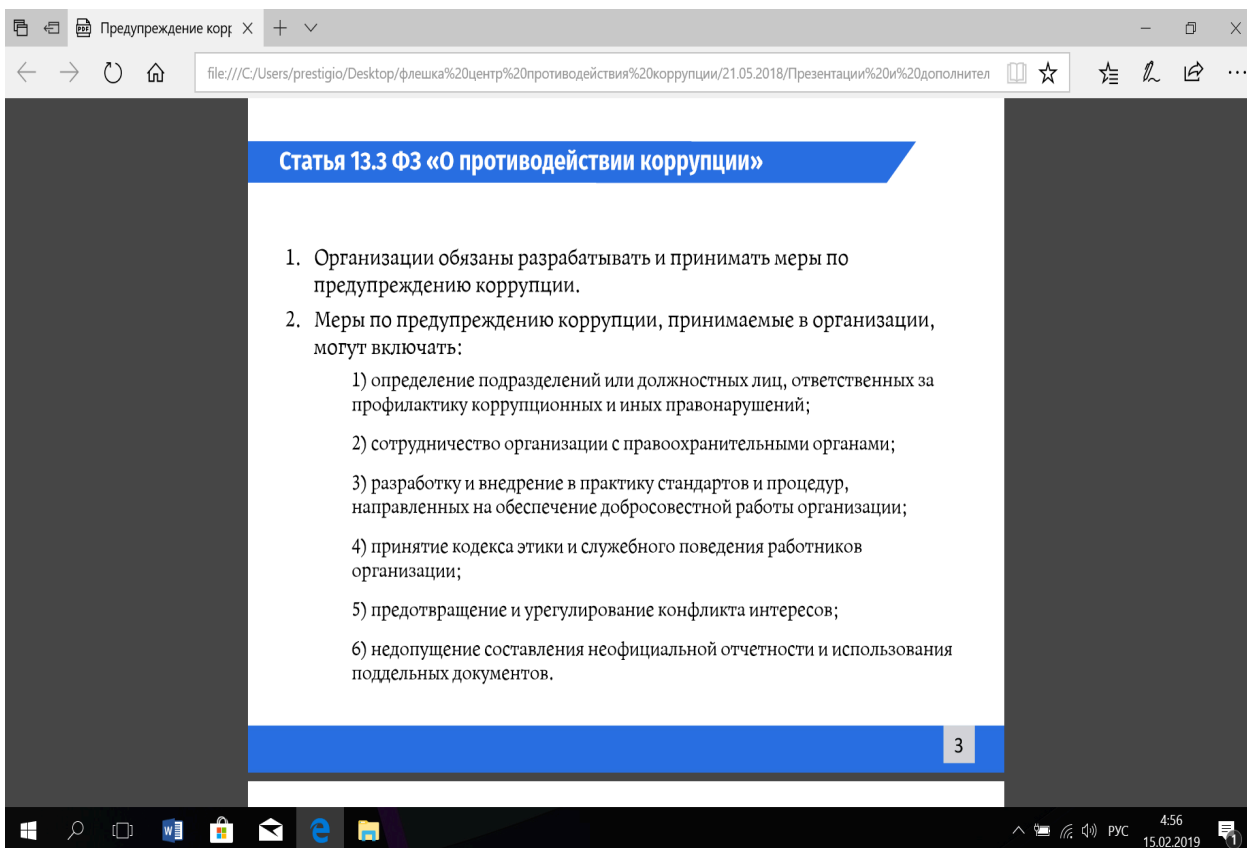 Предупреждение корр
file:///C:/Users/prestigio/Desktop/флешка%20центр%20противодействия%20коррупции/21.05.2018/Презентации%20и%20дополнител
Статья 13.3 ФЗ «О противодействии коррупции»
1. Организации обязаны разрабатывать и принимать меры по
предупреждению коррупции.
2. Меры по предупреждению коррупции, принимаемые в организации,
могут включать:
1) определение подразделений или должностных лиц, ответственных за
профилактику коррупционных и иных правонарушений;
2) сотрудничество организации с правоохранительными органами;
3) разработку и внедрение в практику стандартов и процедур,
направленных на обеспечение добросовестной работы организации;
4) принятие кодекса этики и служебного поведения работников
организации;
5) предотвращение и урегулирование конфликта интересов;
6) недопущение составления неофициальной отчетности и использования
поддельных документов.
3
РУС
4:56
15.02.2019
1